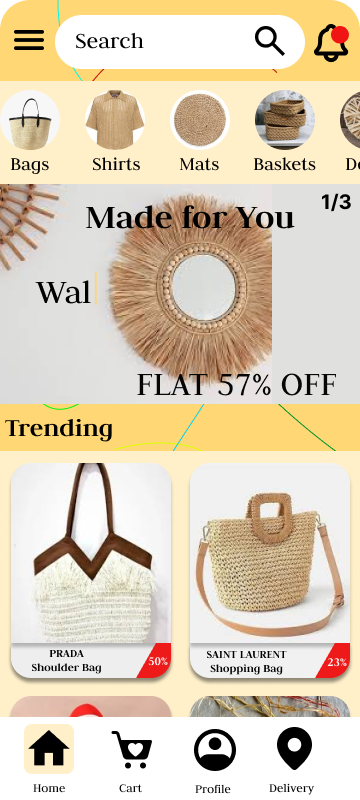 Search
Bags
Shirts
Mats
Baskets
1/3
Made for You
Wal
FLAT 57% OFF
Trending
PRADA
Shoulder Bag
50%
SAINT LAURENT
Shopping Bag
23%
Home
Cart
Profile
Delivery